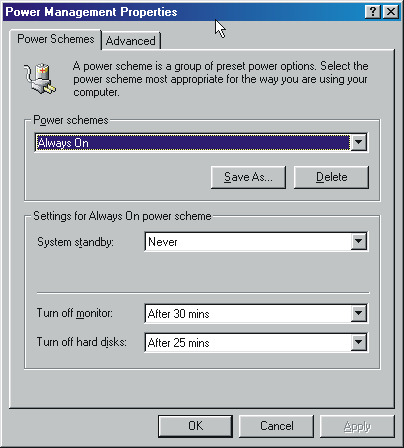 Power Management Properties
Power Schemes Advanced
A power scheme is a group of preset power options. Select the
power scheme most appropriate for the way you are using your
computer.
Power schemes
Always On
Save As... Delete
Settings for Always On power scheme
System standby: Never
Turn off monitor: After 30 mins
Turn off hard disks: After 25 mins
OK Cancel Apply